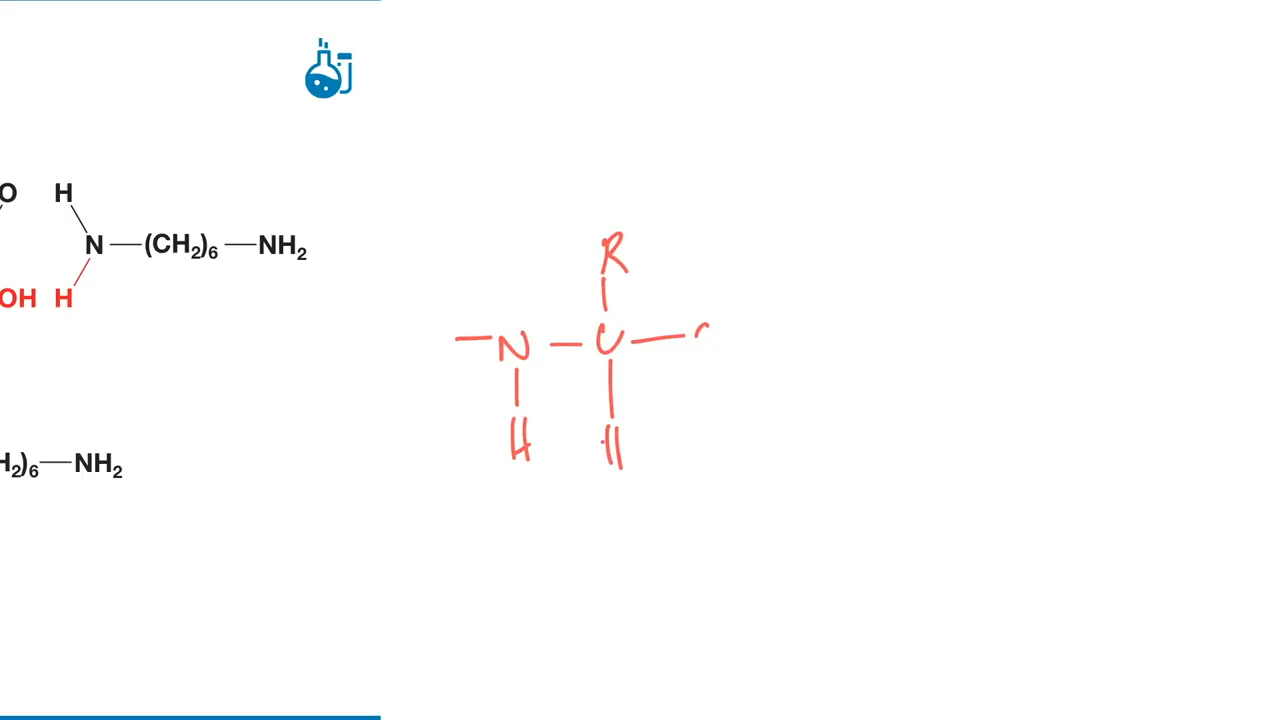 O H
N—(CH₂)₆—NH₂
OH H
R
—N—C—C
H H
H₂)₆—NH₂